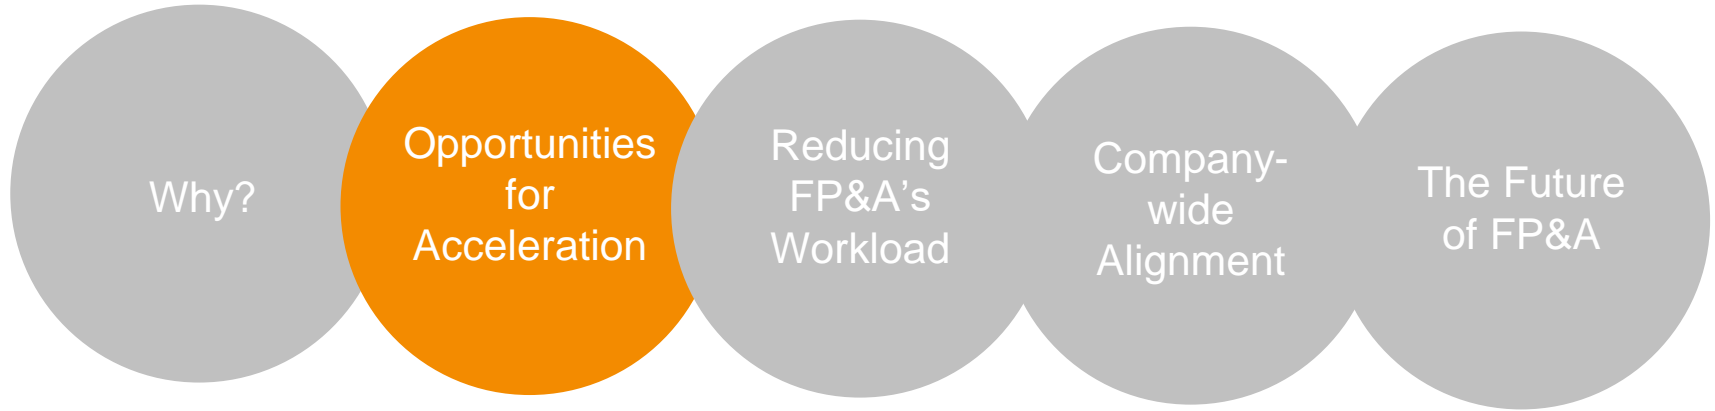 Why?
Opportunities
for
Acceleration
Reducing
FP&A’s
Workload
Company-
wide
Alignment
The Future
of FP&A